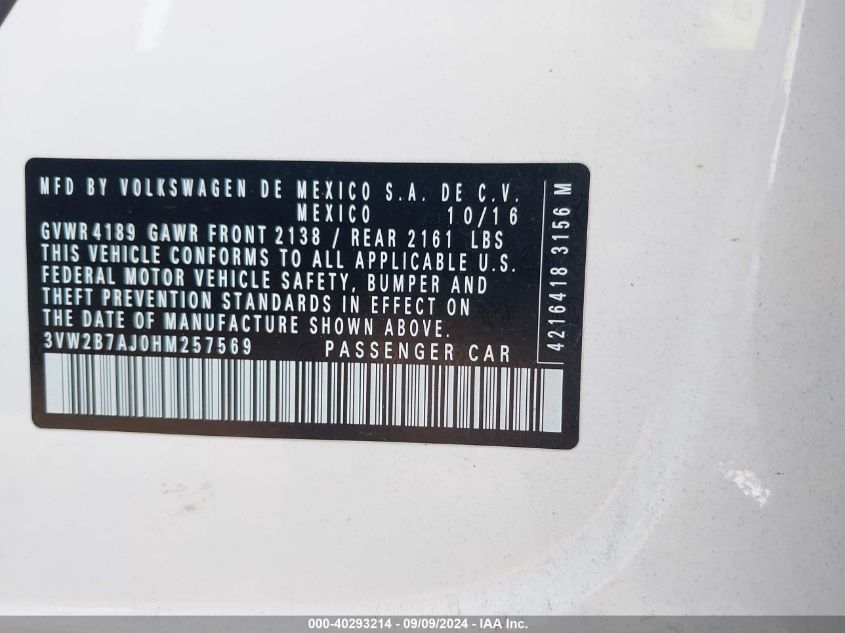 MFD BY VOLKSWAGEN DE MEXICO S.A. DE C.V.
MEXICO 10/16
GVWR 4189 GAWR FRONT 2138 / REAR 2161 LBS
THIS VEHICLE CONFORMS TO ALL APPLICABLE U.S.
FEDERAL MOTOR VEHICLE SAFETY, BUMPER AND
THEFT PREVENTION STANDARDS IN EFFECT ON
THE DATE OF MANUFACTURE SHOWN ABOVE.
3VW2B7AJ0HM257569 PASSENGER CAR
4216418 3156 M
000-40293214 - 09/09/2024 - IAA Inc.